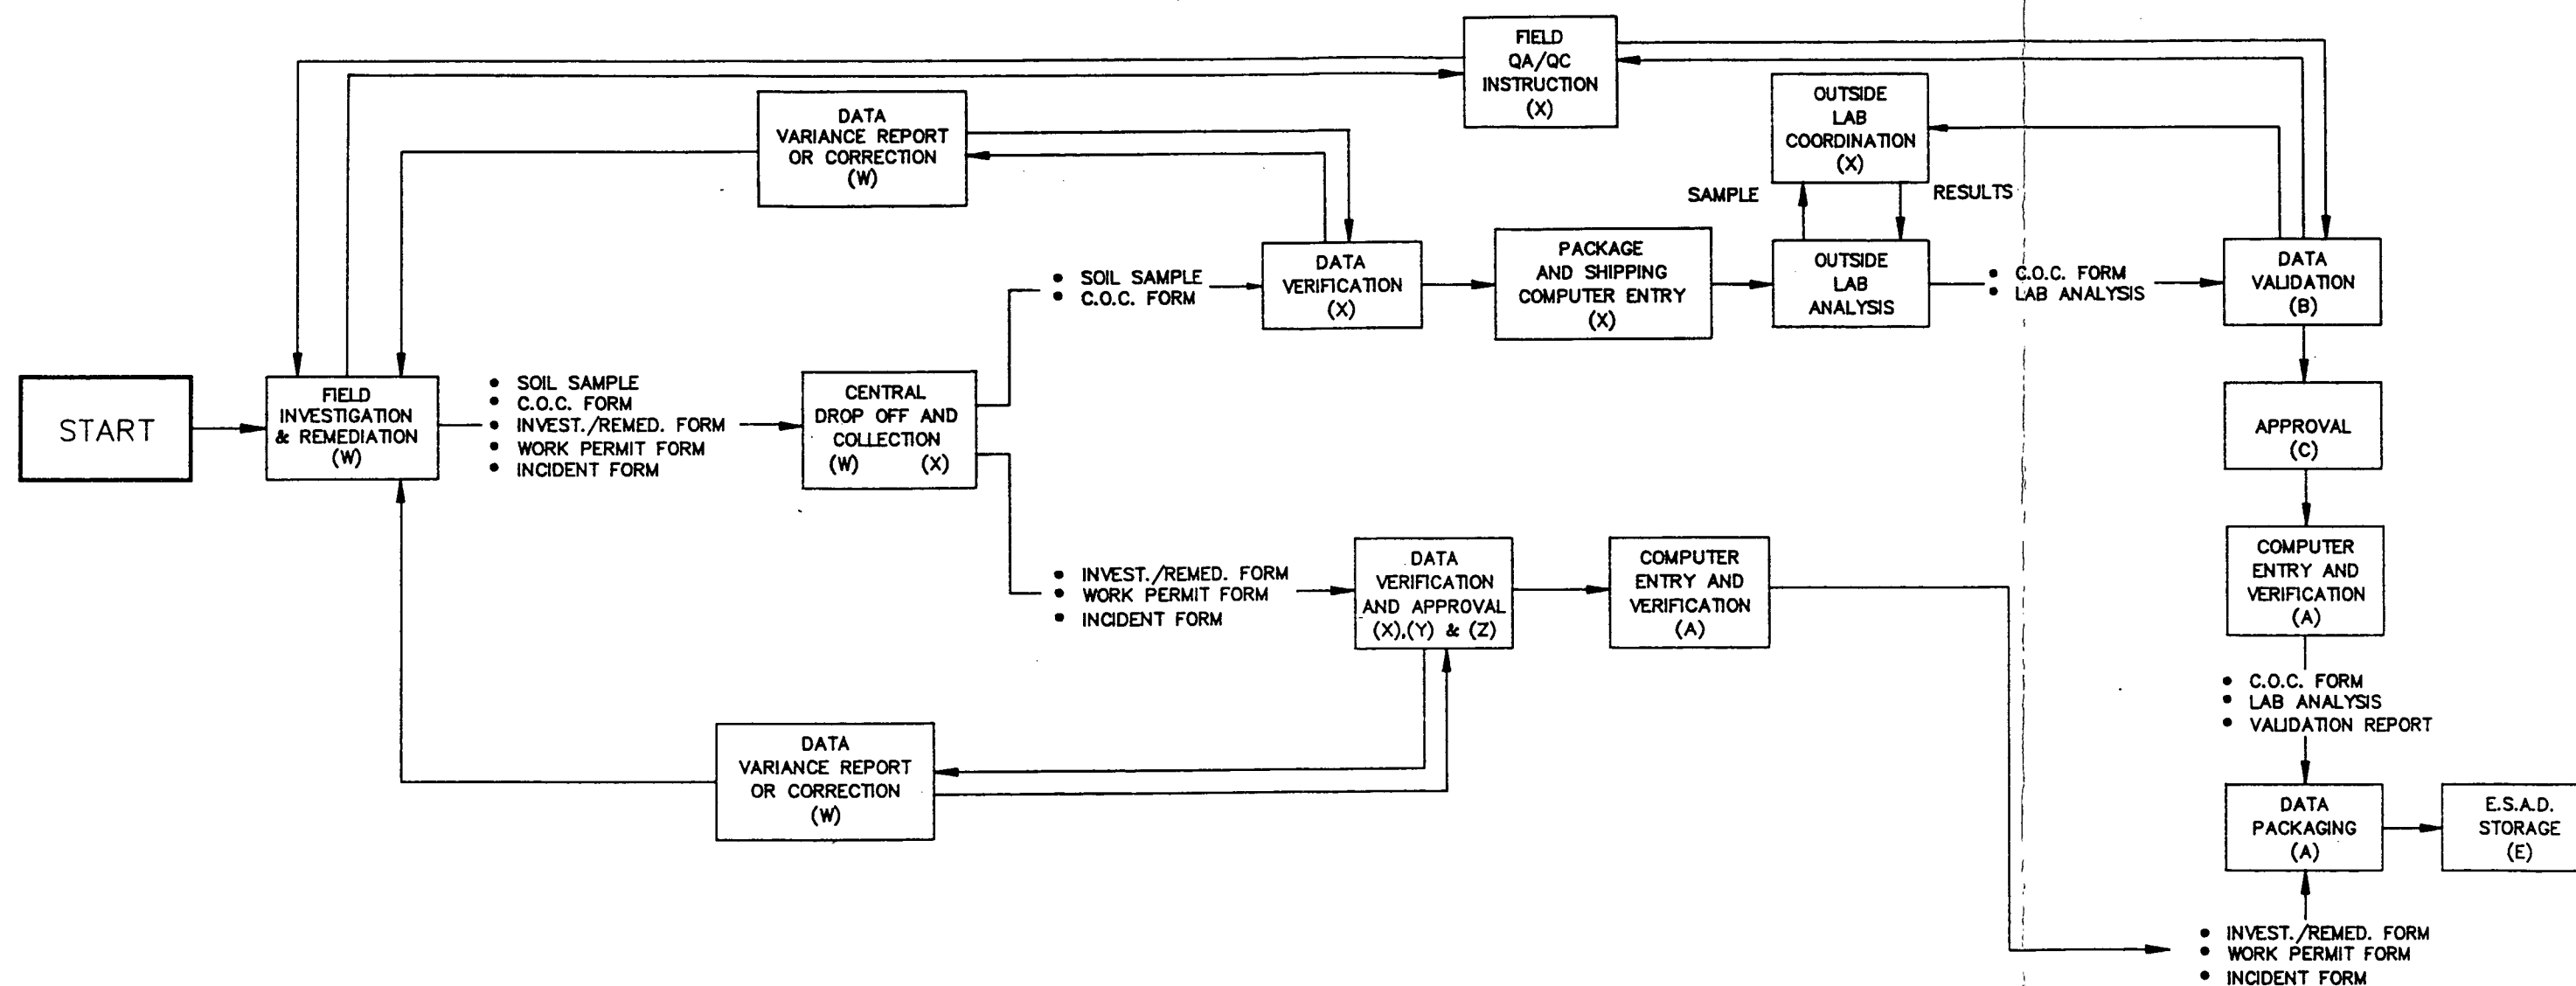 FIELD
QA/QC
INSTRUCTION
(X)
OUTSIDE
LAB
COORDINATION
(X)
DATA
VARIANCE REPORT
OR CORRECTION
(W)
SAMPLE
RESULTS
• SOIL SAMPLE
• C.O.C. FORM
DATA
VERIFICATION
(X)
PACKAGE
AND SHIPPING
COMPUTER ENTRY
(X)
OUTSIDE
LAB
ANALYSIS
• C.O.C. FORM
• LAB ANALYSIS
DATA
VALIDATION
(B)
START
FIELD
INVESTIGATION
& REMEDIATION
(W)
• SOIL SAMPLE
• C.O.C. FORM
• INVEST./REMED. FORM
• WORK PERMIT FORM
• INCIDENT FORM
CENTRAL
DROP OFF AND
COLLECTION
(W) (X)
APPROVAL
(C)
• INVEST./REMED. FORM
• WORK PERMIT FORM
• INCIDENT FORM
DATA
VERIFICATION
AND APPROVAL
(X),(Y) & (Z)
COMPUTER
ENTRY AND
VERIFICATION
(A)
COMPUTER
ENTRY AND
VERIFICATION
(A)
• C.O.C. FORM
• LAB ANALYSIS
• VALIDATION REPORT
DATA
VARIANCE REPORT
OR CORRECTION
(W)
DATA
PACKAGING
(A)
E.S.A.D.
STORAGE
(E)
• INVEST./REMED. FORM
• WORK PERMIT FORM
• INCIDENT FORM